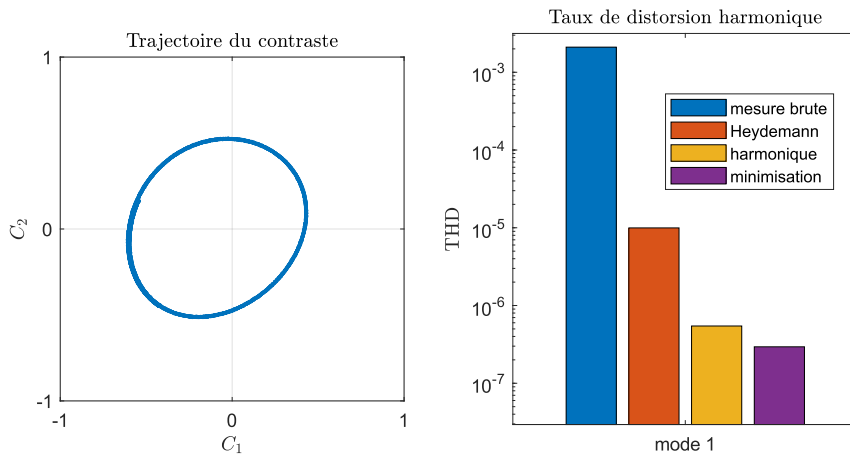 Trajectoire du contraste
1
0
-1
C₂
-1
0
1
C₁
Taux de distorsion harmonique
10⁻³
10⁻⁴
10⁻⁵
10⁻⁶
10⁻⁷
THD
mesure brute
Heydemann
harmonique
minimisation
mode 1